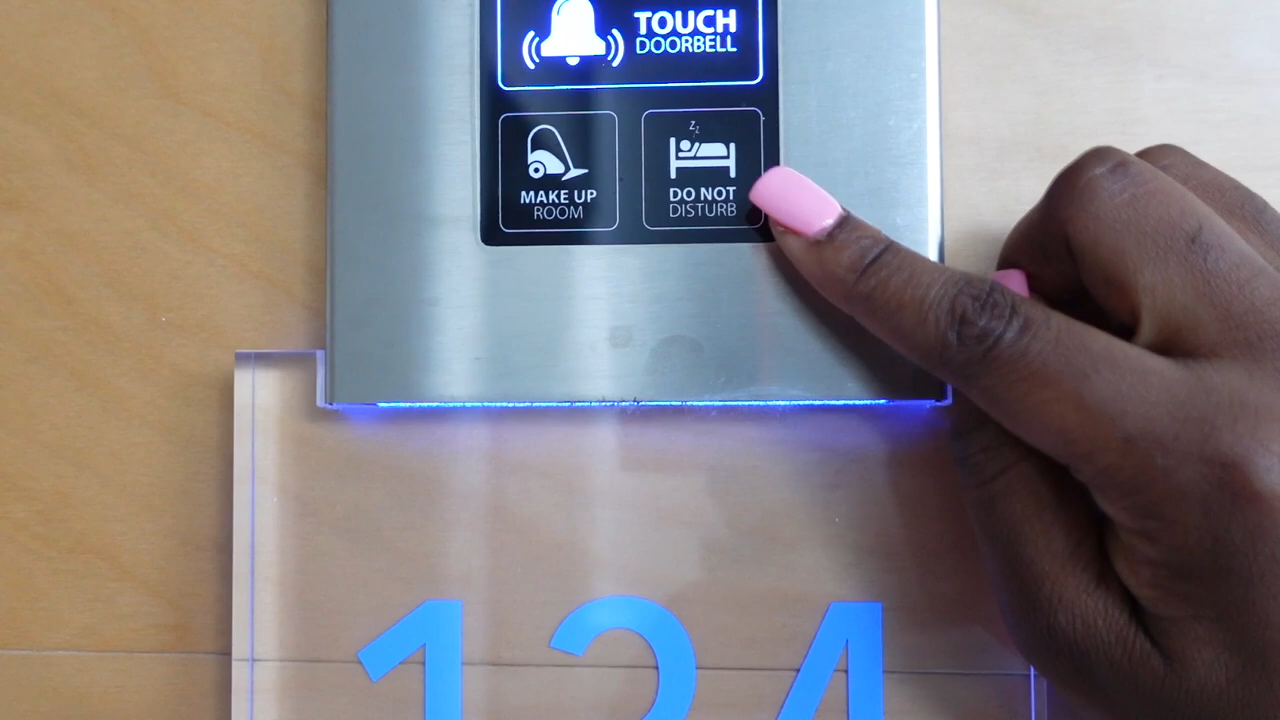 TOUCH
DOORBELL
MAKE UP
ROOM
Z Z
DO NOT
DISTURB
124